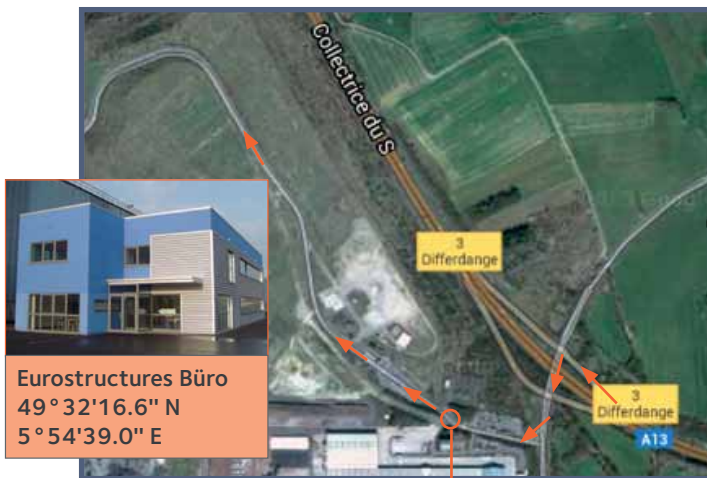 Collectrice du S
3
Differdange
3
Differdange
A13
Eurostructures Büro
49°32'16.6" N
5°54'39.0" E